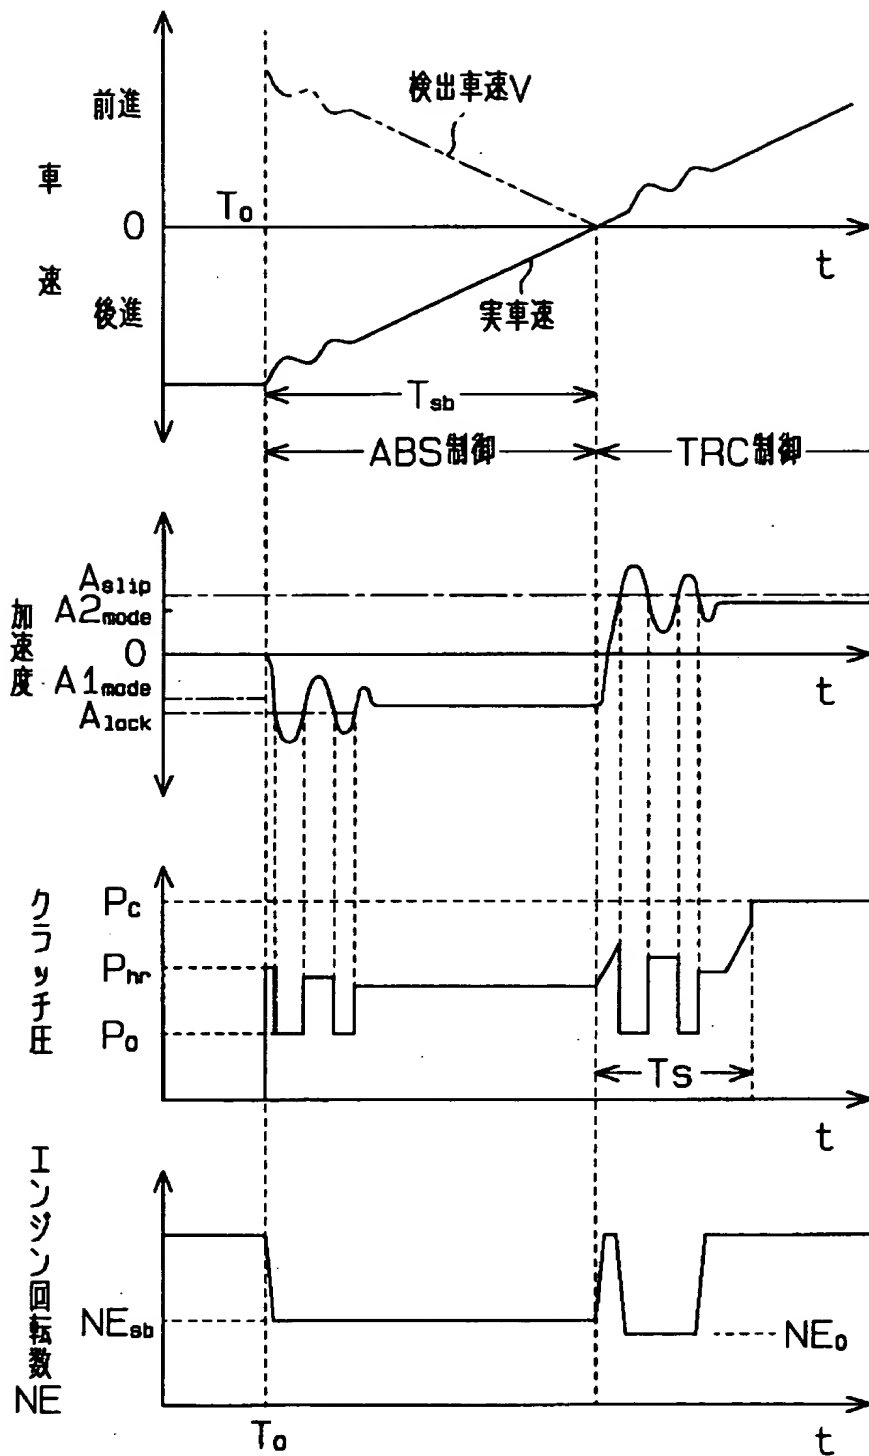 前進
検出車速V
車速
T₀
0
t
後進
実車速
Tsb
ABS制御
TRC制御
加速度
Aslip
A2mode
0
A1mode
Alock
t
クラッチ圧
Pc
Phr
P₀
Ts
t
エンジン回転数
NE
NEsb
NE₀
T₀
t